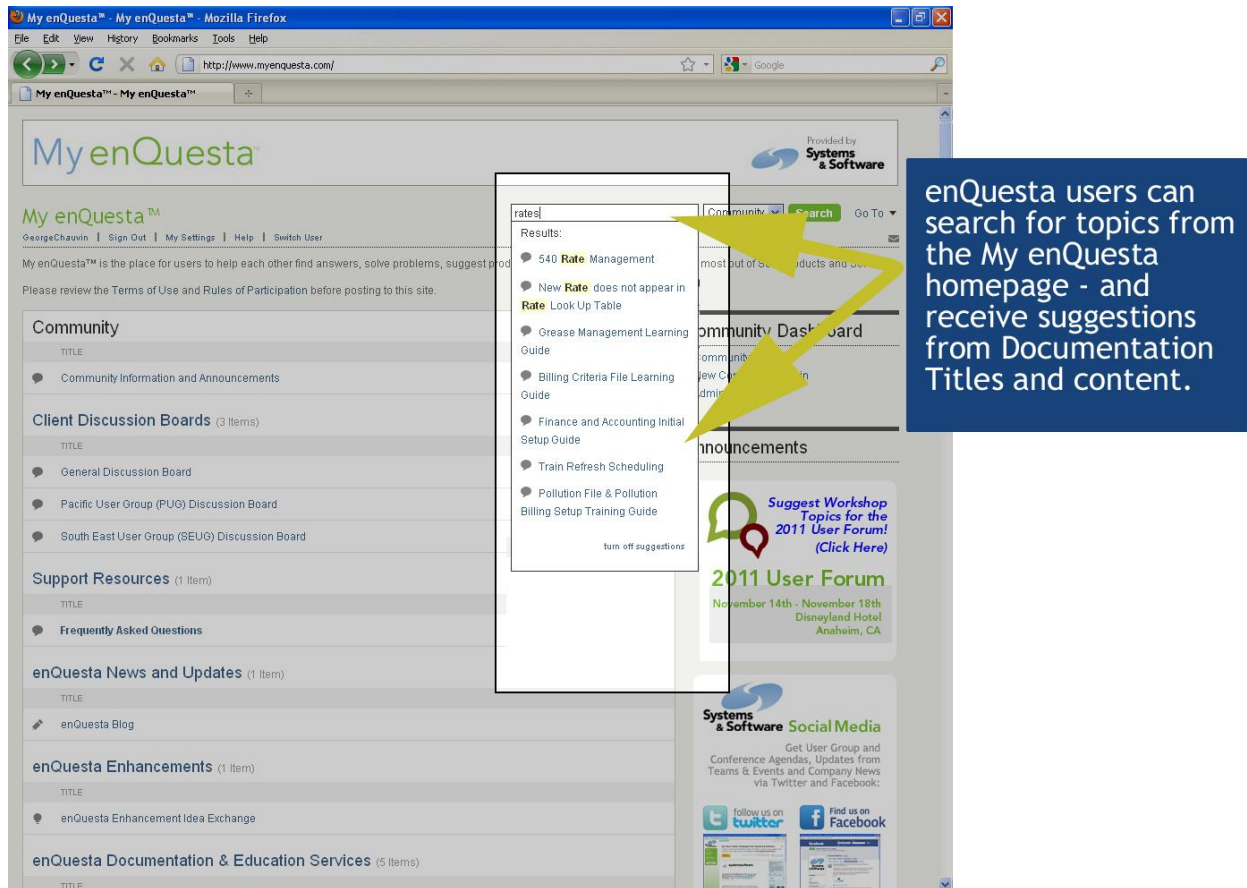 My enQuesta™ - My enQuesta™ - Mozilla Firefox
File Edit View History Bookmarks Tools Help
http://www.myenquesta.com/
Google
My enQuesta™ - My enQuesta™
My enQuesta™
Provided by
Systems
& Software
My enQuesta™
rates
Community
Search
Go To
GeorgeChauvin | Sign Out | My Settings | Help | Switch User
My enQuesta™ is the place for users to help each other find answers, solve problems, suggest
most out of
Please review the Terms of Use and Rules of Participation before posting to this site.
Results:
540 Rate Management
New Rate does not appear in
Rate Look Up Table
Grease Management Learning
Guide
Billing Criteria File Learning
Guide
Finance and Accounting Initial
Setup Guide
Train Refresh Scheduling
Pollution File & Pollution
Billing Setup Training Guide
turn off suggestions
Community
TITLE
Community Information and Announcements
Client Discussion Boards (3 Items)
TITLE
General Discussion Board
Pacific User Group (PUG) Discussion Board
South East User Group (SEUG) Discussion Board
Support Resources (1 Item)
TITLE
Frequently Asked Questions
enQuesta News and Updates (1 Item)
TITLE
enQuesta Blog
enQuesta Enhancements (1 Item)
TITLE
enQuesta Enhancement Idea Exchange
enQuesta Documentation & Education Services (5 Items)
TITLE
Suggest Workshop
Topics for the
2011 User Forum!
(Click Here)
2011 User Forum
November 14th - November 18th
Disneyland Hotel
Anaheim, CA
Systems
& Software Social Media
Get User Group and
Conference Agendas, Updates from
Teams & Events and Company News
via Twitter and Facebook:
follow us on
twitter
Find us on
Facebook
enQuesta users can
search for topics from
the My enQuesta
homepage - and
receive suggestions
from Documentation
Titles and content.